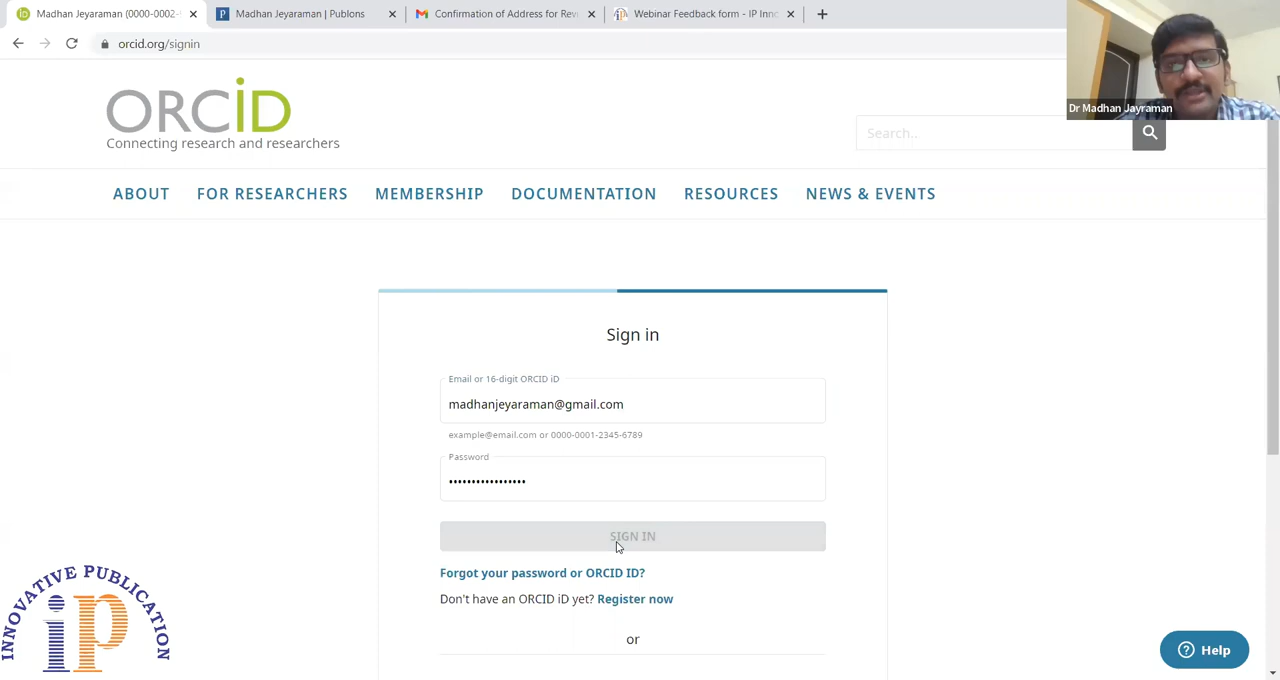 Madhan Jeyaraman (0000-0002-
Madhan Jeyaraman | Publons
Confirmation of Address for Rev
Webinar Feedback form - IP Inno
orcid.org/signin
Dr Madhan Jayraman
ORCID
Connecting research and researchers
Search..
ABOUT
FOR RESEARCHERS
MEMBERSHIP
DOCUMENTATION
RESOURCES
NEWS & EVENTS
Sign in
Email or 16-digit ORCID iD
madhanjeyaraman@gmail.com
example@email.com or 0000-0001-2345-6789
Password
•••••••••••••••••
SIGN IN
Forgot your password or ORCID ID?
Don't have an ORCID iD yet? Register now
or
INNOVATIVE PUBLICATION
ip
Help